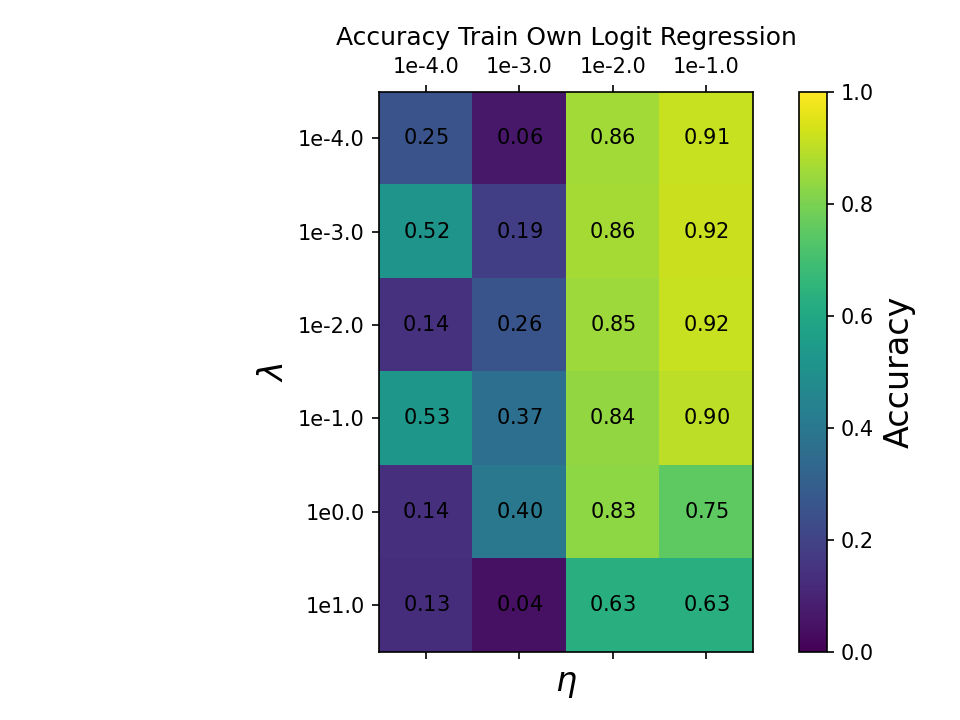 Accuracy Train Own Logit Regression
1e-4.0 1e-3.0 1e-2.0 1e-1.0
1e-4.0 0.25 0.06 0.86 0.91
1e-3.0 0.52 0.19 0.86 0.92
1e-2.0 0.14 0.26 0.85 0.92
1e-1.0 0.53 0.37 0.84 0.90
1e0.0 0.14 0.40 0.83 0.75
1e1.0 0.13 0.04 0.63 0.63
λ
η
1.0
0.8
0.6
0.4
0.2
0.0
Accuracy